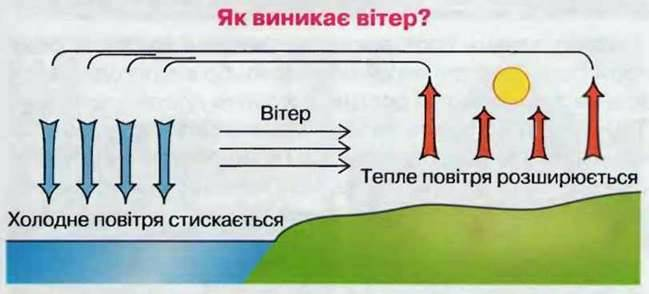 Як виникає вітер?
Вітер
Тепле повітря розширюється
Холодне повітря стискається